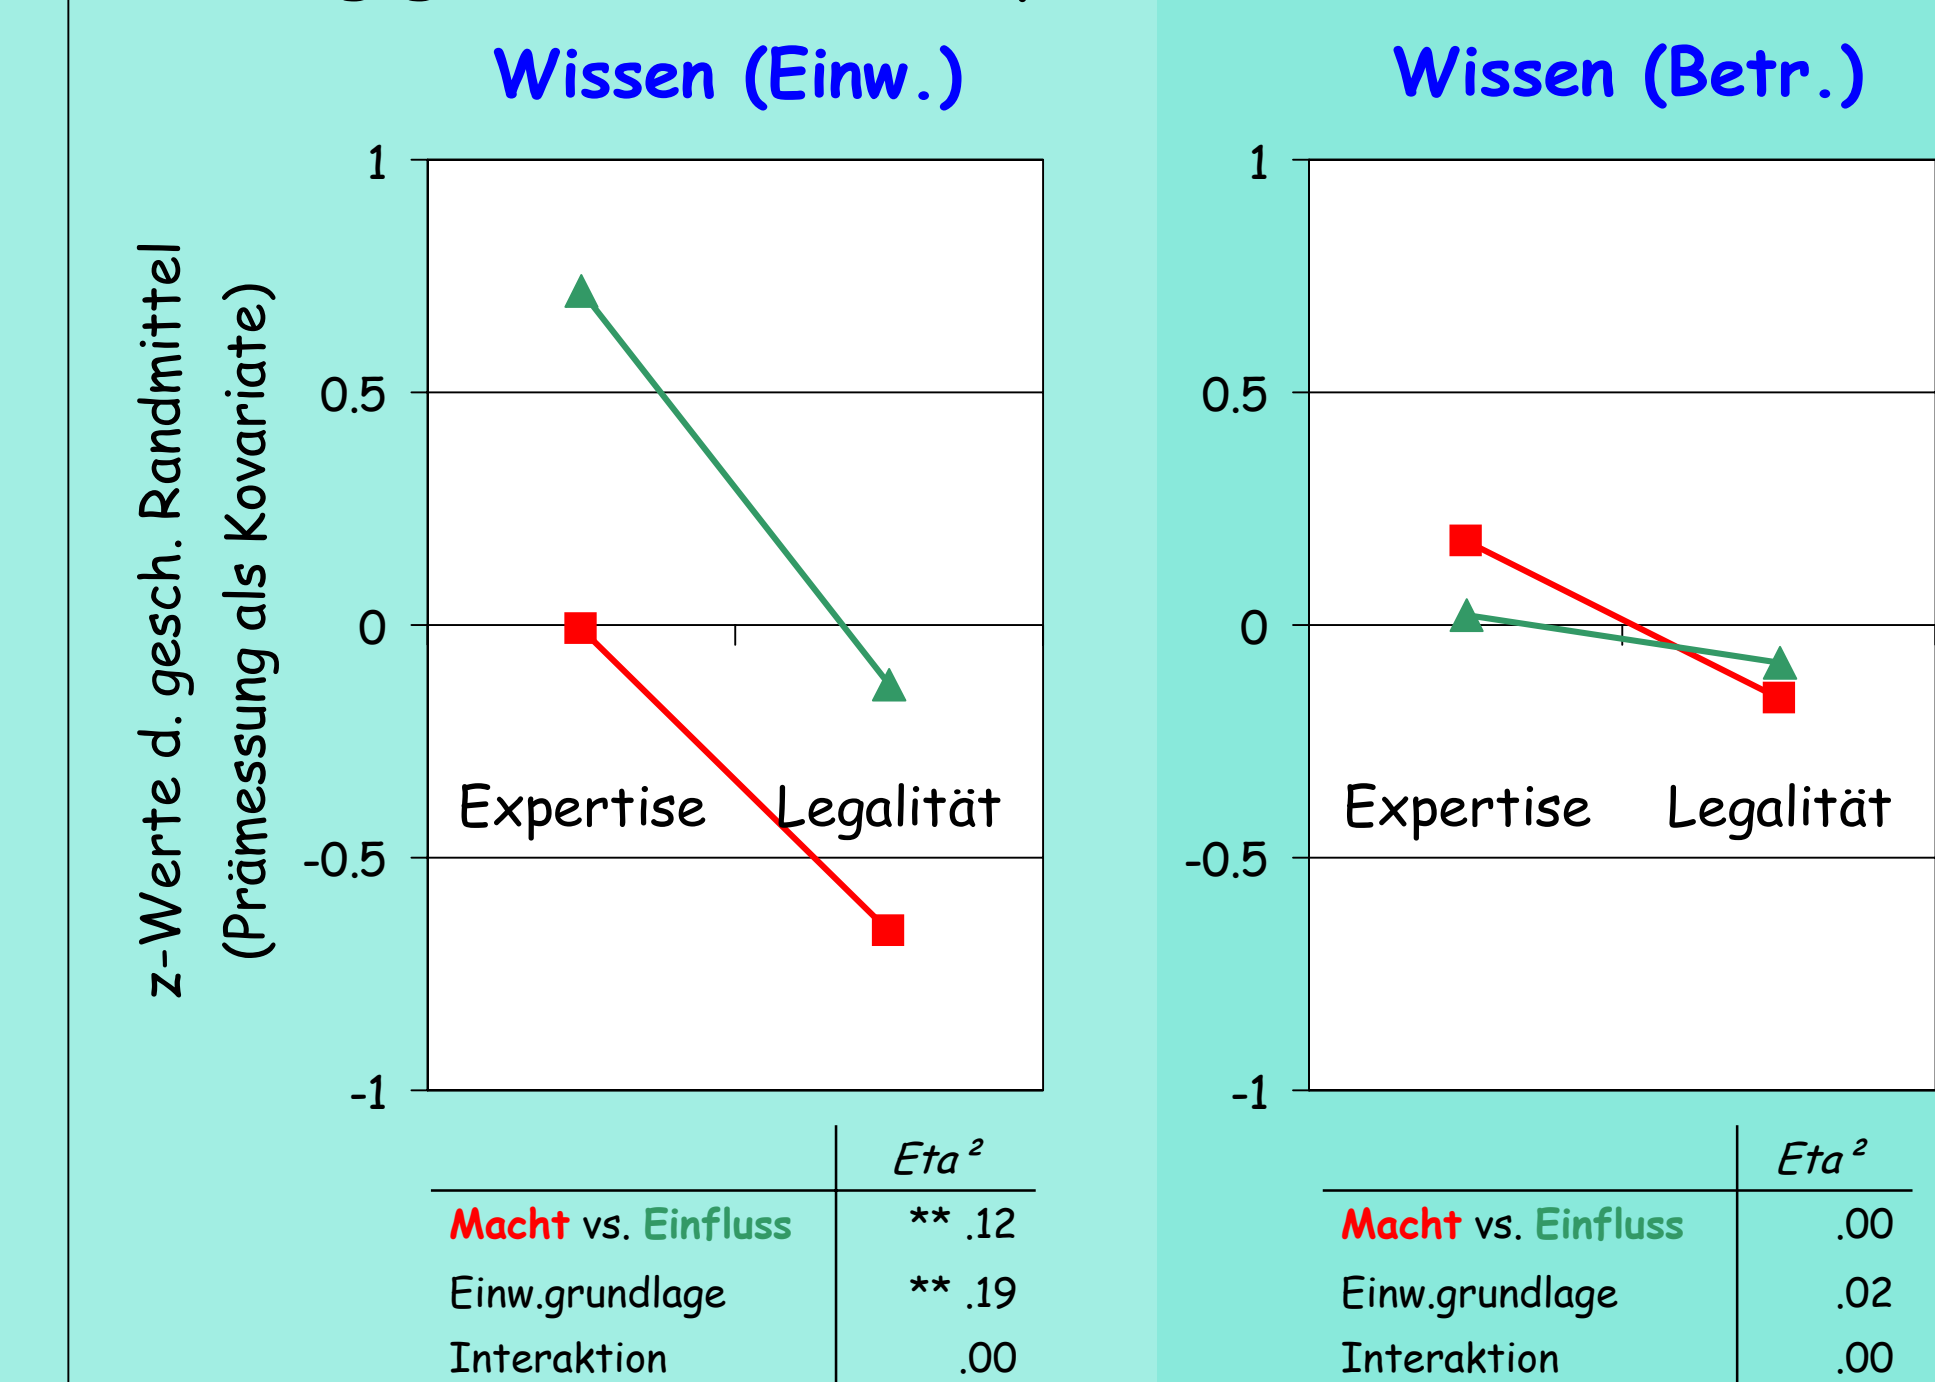 Wissen (Einw.)
z-Werte d. gesch. Randmittel
(Prämessung als Kovariate)
1
0.5
0
-0.5
-1
Expertise Legalität
Eta²
Macht vs. Einfluss ** .12
Einw.grundlage ** .19
Interaktion .00
Wissen (Betr.)
1
0.5
0
-0.5
-1
Expertise Legalität
Eta²
Macht vs. Einfluss .00
Einw.grundlage .02
Interaktion .00